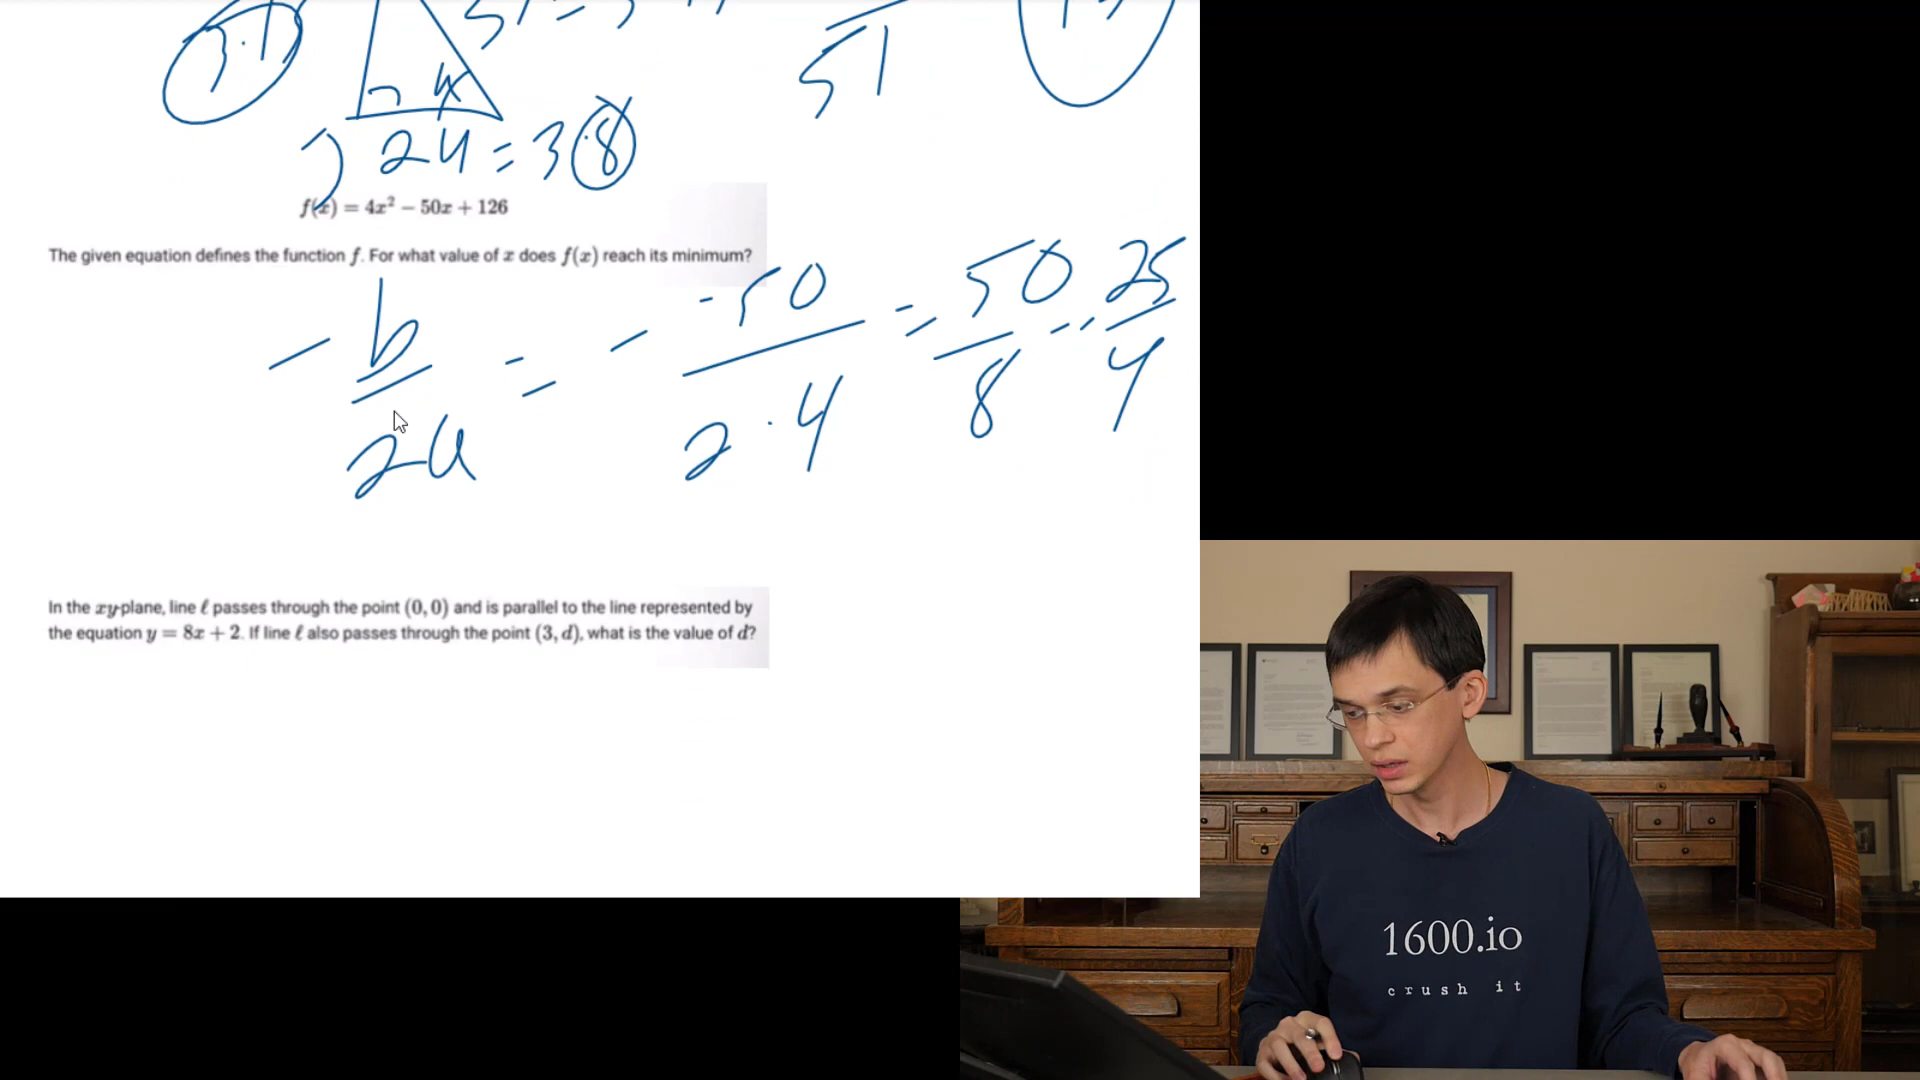 51 =
51
24 = 3 8
f(x) = 4x² − 50x + 126
The given equation defines the function f. For what value of x does f(x) reach its minimum?
− b/2a = − -50/2·4 = 50/8 = 25/4
In the xy-plane, line ℓ passes through the point (0, 0) and is parallel to the line represented by
the equation y = 8x + 2. If line ℓ also passes through the point (3, d), what is the value of d?
1600.io
crush it